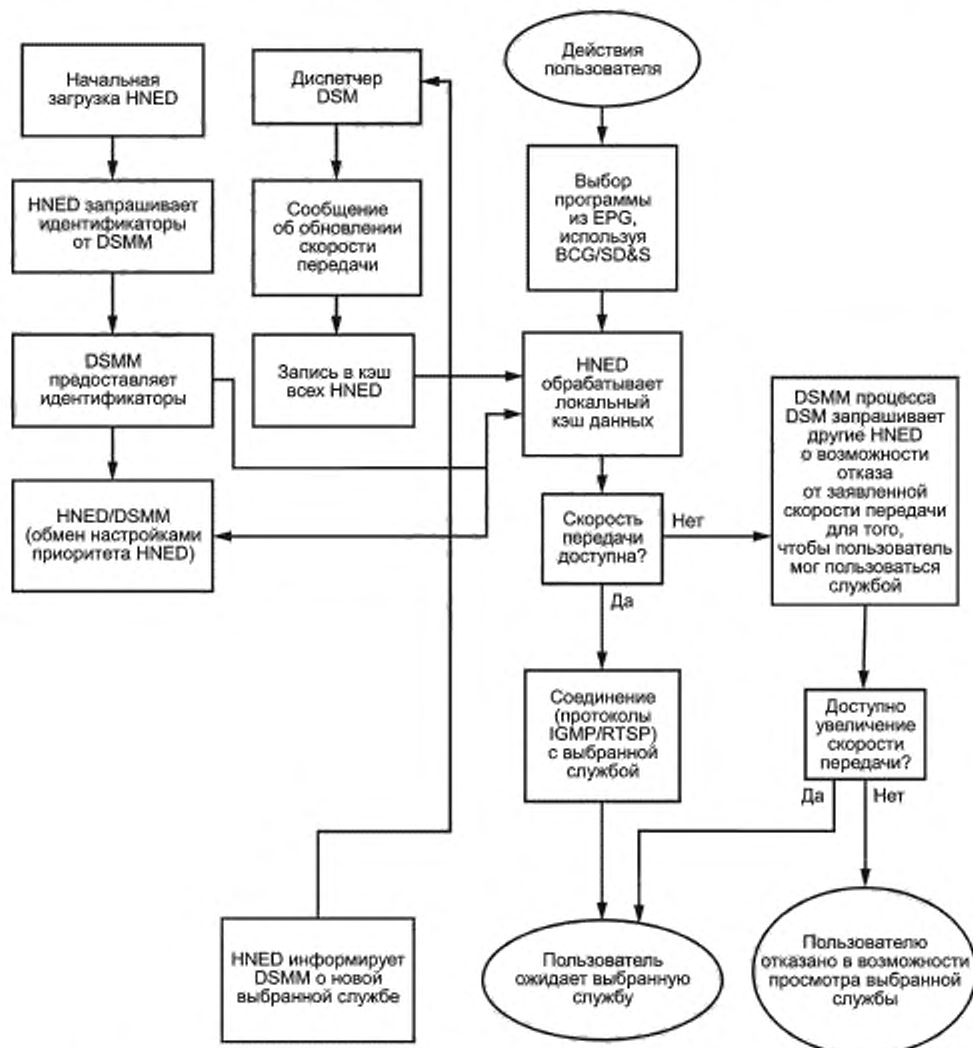 Начальная
загрузка HNED
HNED запрашивает
идентификаторы
от DSMM
DSMM
предоставляет
идентификаторы
HNED/DSMM
(обмен настройками
приоритета HNED)
Диспетчер
DSM
Сообщение
об обновлении
скорости
передачи
Запись в кэш
всех HNED
HNED информирует
DSMM о новой
выбранной службе
Действия
пользователя
Выбор
программы
из EPG,
используя
BCG/SD&S
HNED
обрабатывает
локальный
кэш данных
Скорость
передачи
доступна?
Нет
Да
Соединение
(протоколы
IGMP/RTSP)
с выбранной
службой
Пользователь
ожидает выбранную
службу
DSMM процесса
DSM запрашивает
другие HNED
о возможности
отказа
от заявленной
скорости передачи
для того,
чтобы пользователь
мог пользоваться
службой
Доступно
увеличение
скорости
передачи?
Да
Нет
Пользователю
отказано в возможности
просмотра выбранной
службы